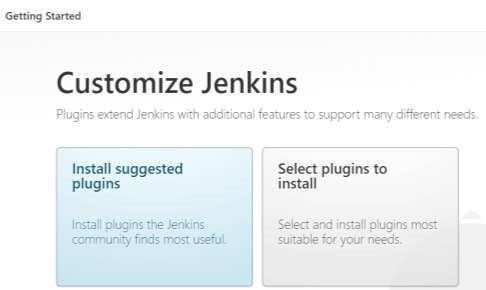 Getting Started
Customize Jenkins
Plugins extend Jenkins with additional features to support many different needs.
Install suggested
plugins
Install plugins the Jenkins
community finds most useful.
Select plugins to
install
Select and install plugins most
suitable for your needs.